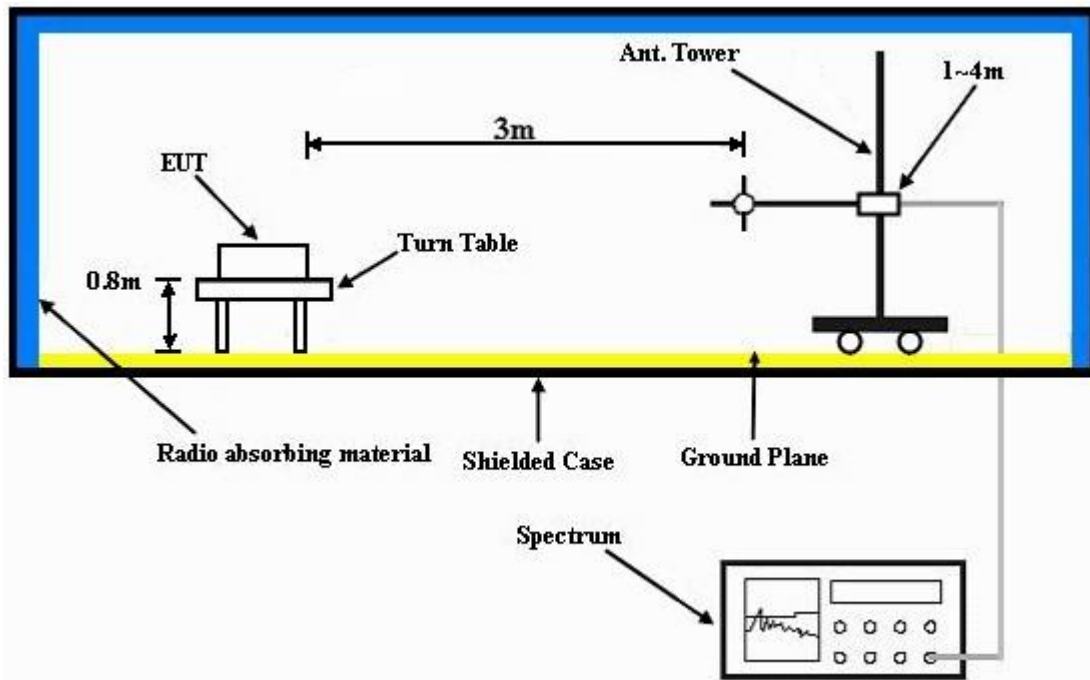 Ant. Tower
1~4m
3m
EUT
Turn Table
0.8m
Radio absorbing material
Shielded Case
Ground Plane
Spectrum